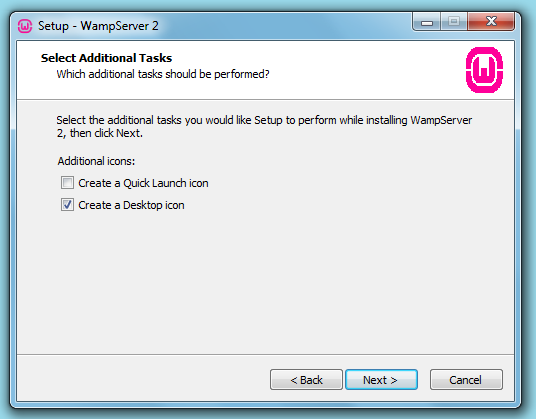 Setup - WampServer 2
Select Additional Tasks
Which additional tasks should be performed?
W
Select the additional tasks you would like Setup to perform while installing WampServer
2, then click Next.
Additional icons:
Create a Quick Launch icon
Create a Desktop icon
< Back
Next >
Cancel